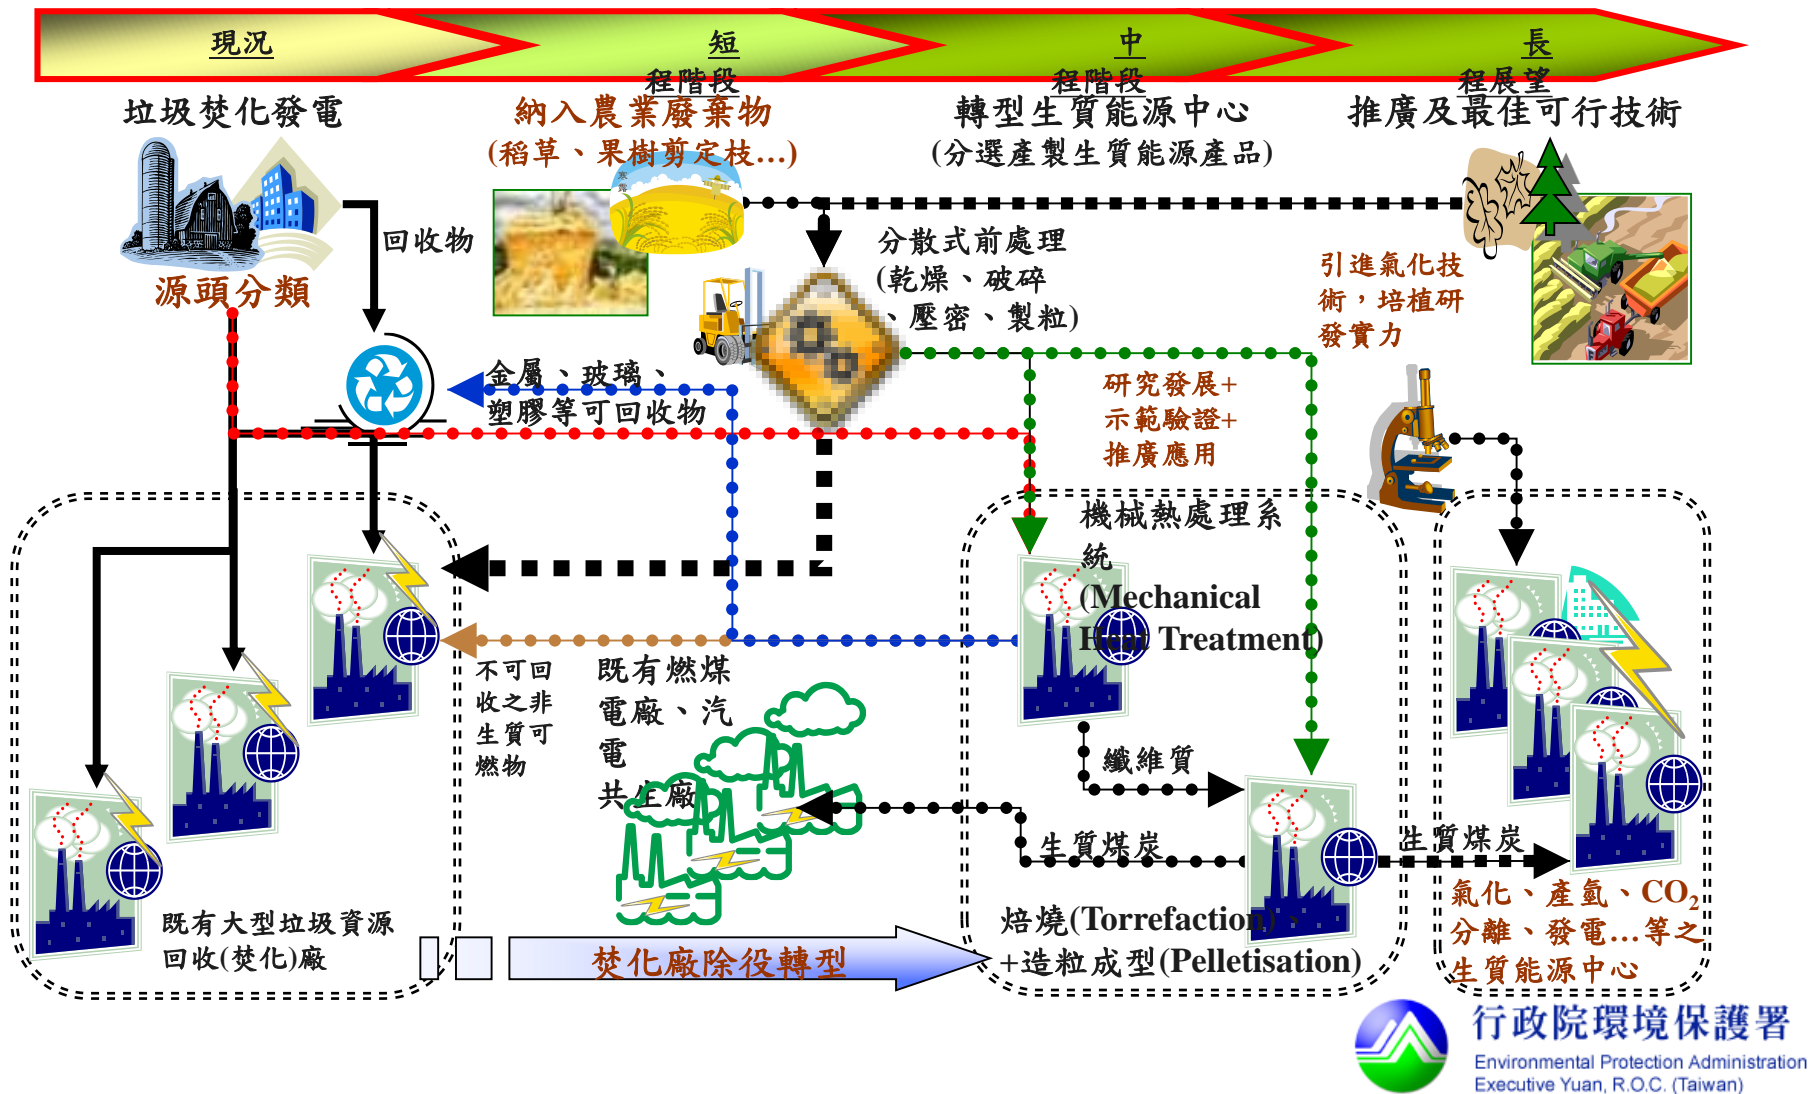 現況
短
程階段
中
程階段
長
程展望
垃圾焚化發電
納入農業廢棄物
(稻草、果樹剪定枝...)
轉型生質能源中心
(分選產製生質能源產品)
推廣及最佳可行技術
寒
露
回收物
源頭分類
分散式前處理
(乾燥、破碎
、壓密、製粒)
引進氣化技
術，培植研
發實力
金屬、玻璃、
塑膠等可回收物
研究發展+
示範驗證+
推廣應用
機械熱處理系
統
(Mechanical
Heat Treatment)
不可回
收之非
生質可
燃物
既有燃煤
電廠、汽
電
共生廠
纖維質
生質煤炭
生質煤炭
既有大型垃圾資源
回收(焚化)廠
焚化廠除役轉型
焙燒(Torrefaction)、
+造粒成型(Pelletisation)
氣化、產氫、CO2
分離、發電...等之
生質能源中心
行政院環境保護署
Environmental Protection Administration
Executive Yuan, R.O.C. (Taiwan)